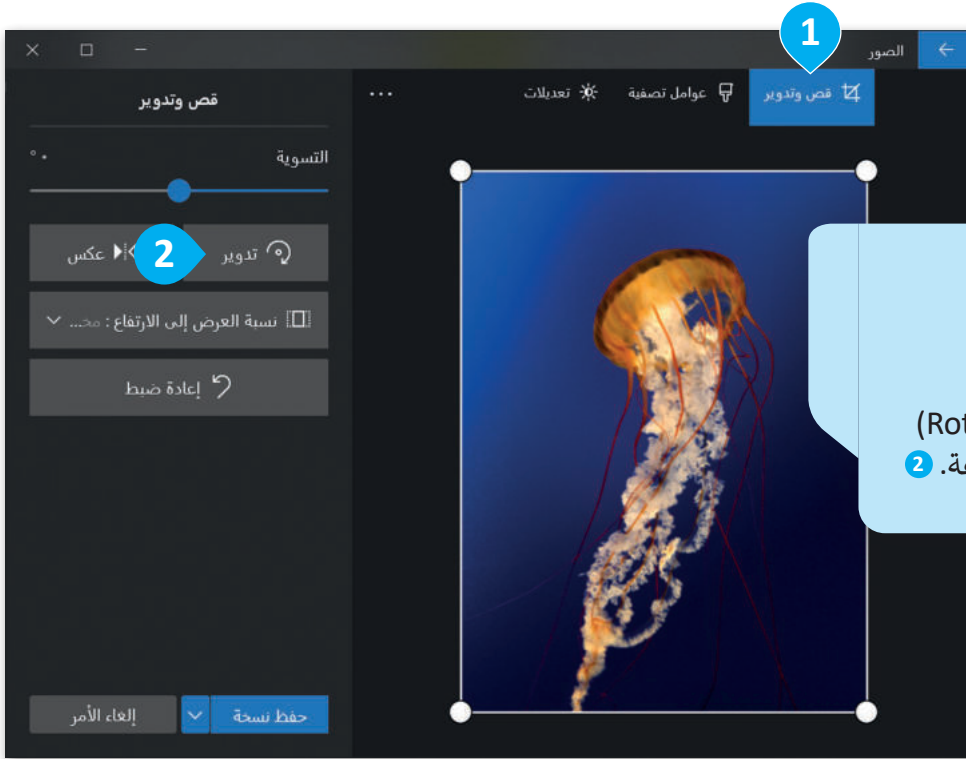 1
الصور
قص وتدوير
عوامل تصفية
تعديلات
...
قص وتدوير
التسوية
٠°
تدوير
2
عكس
نسبة العرض إلى الارتفاع : مخـ...
إعادة ضبط
(Rot
2
حفظ نسخة
إلغاء الأمر